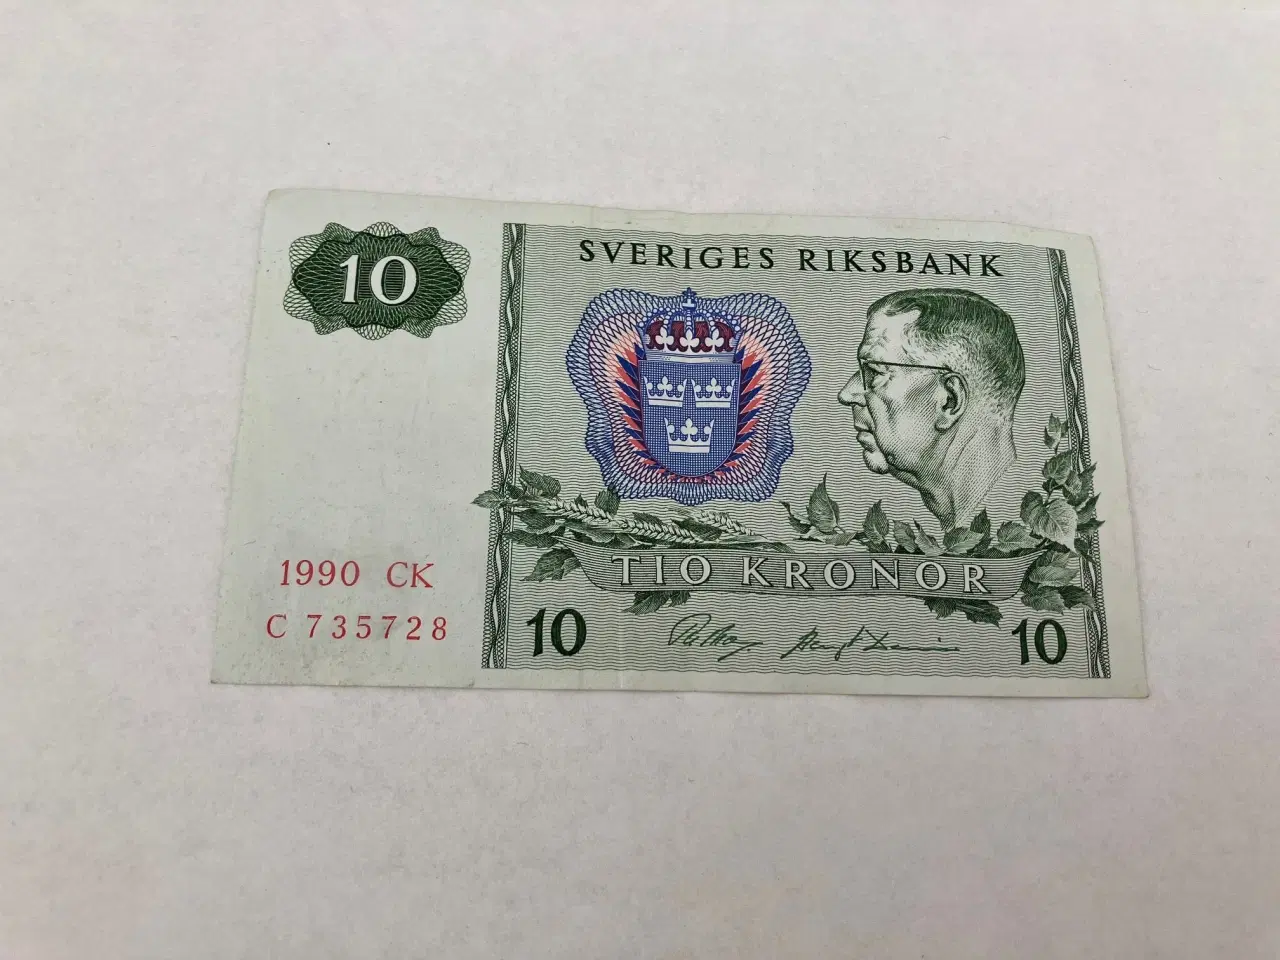 10
SVERIGES RIKSBANK
TIO KRONOR
1990 CK
C 735728
10
10